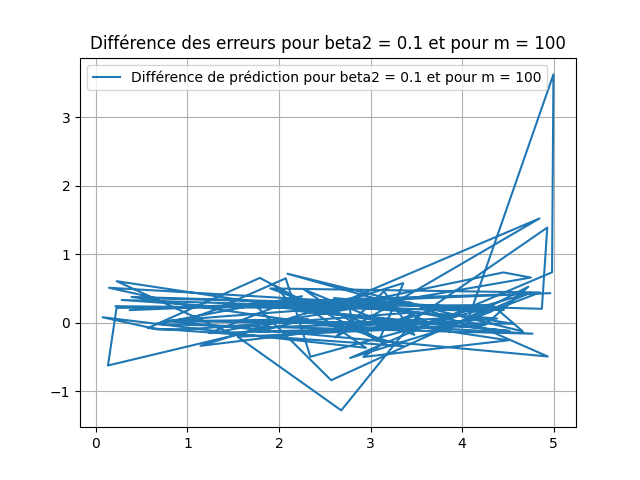 Différence des erreurs pour beta2 = 0.1 et pour m = 100
Différence de prédiction pour beta2 = 0.1 et pour m = 100
3
2
1
0
−1
0 1 2 3 4 5